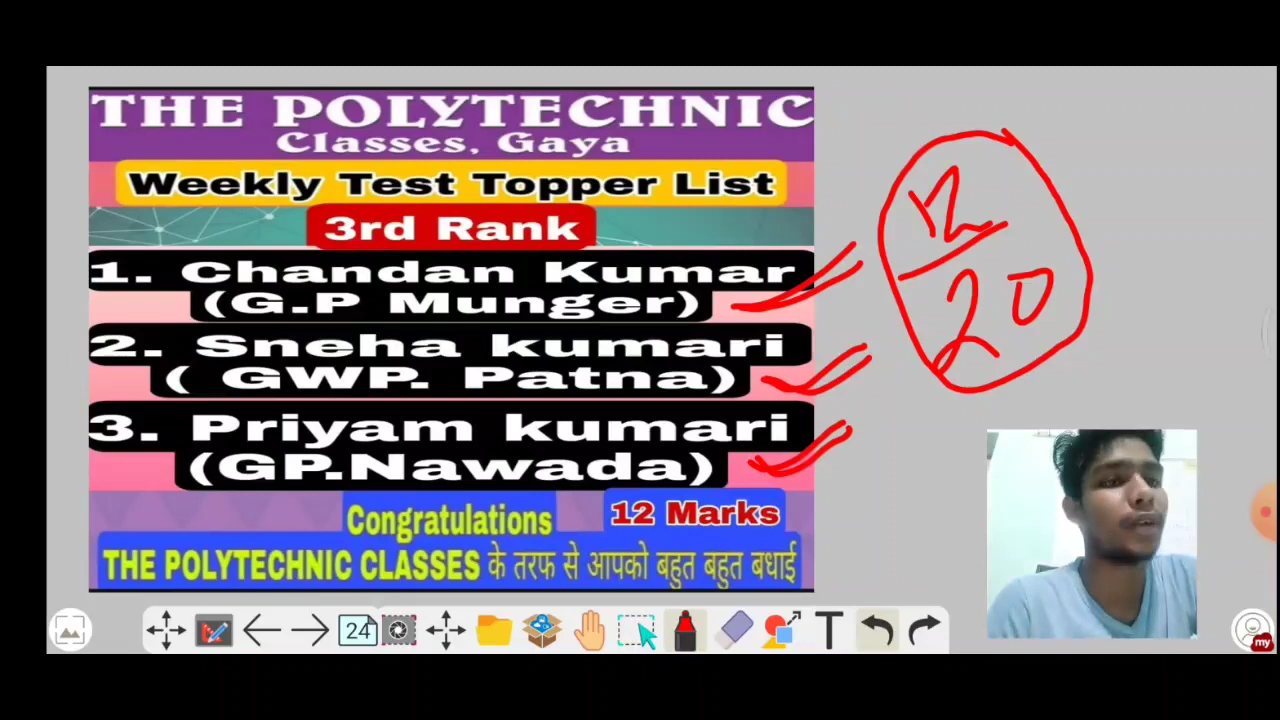 THE POLYTECHNIC
Classes, Gaya
Weekly Test Topper List
3rd Rank
1. Chandan Kumar
(G.P Munger)
2. Sneha kumari
( GWP. Patna)
3. Priyam kumari
(GP.Nawada)
Congratulations 12 Marks
THE POLYTECHNIC CLASSES के तरफ से आपको बहुत बहुत बधाई
12
20
24
T
my